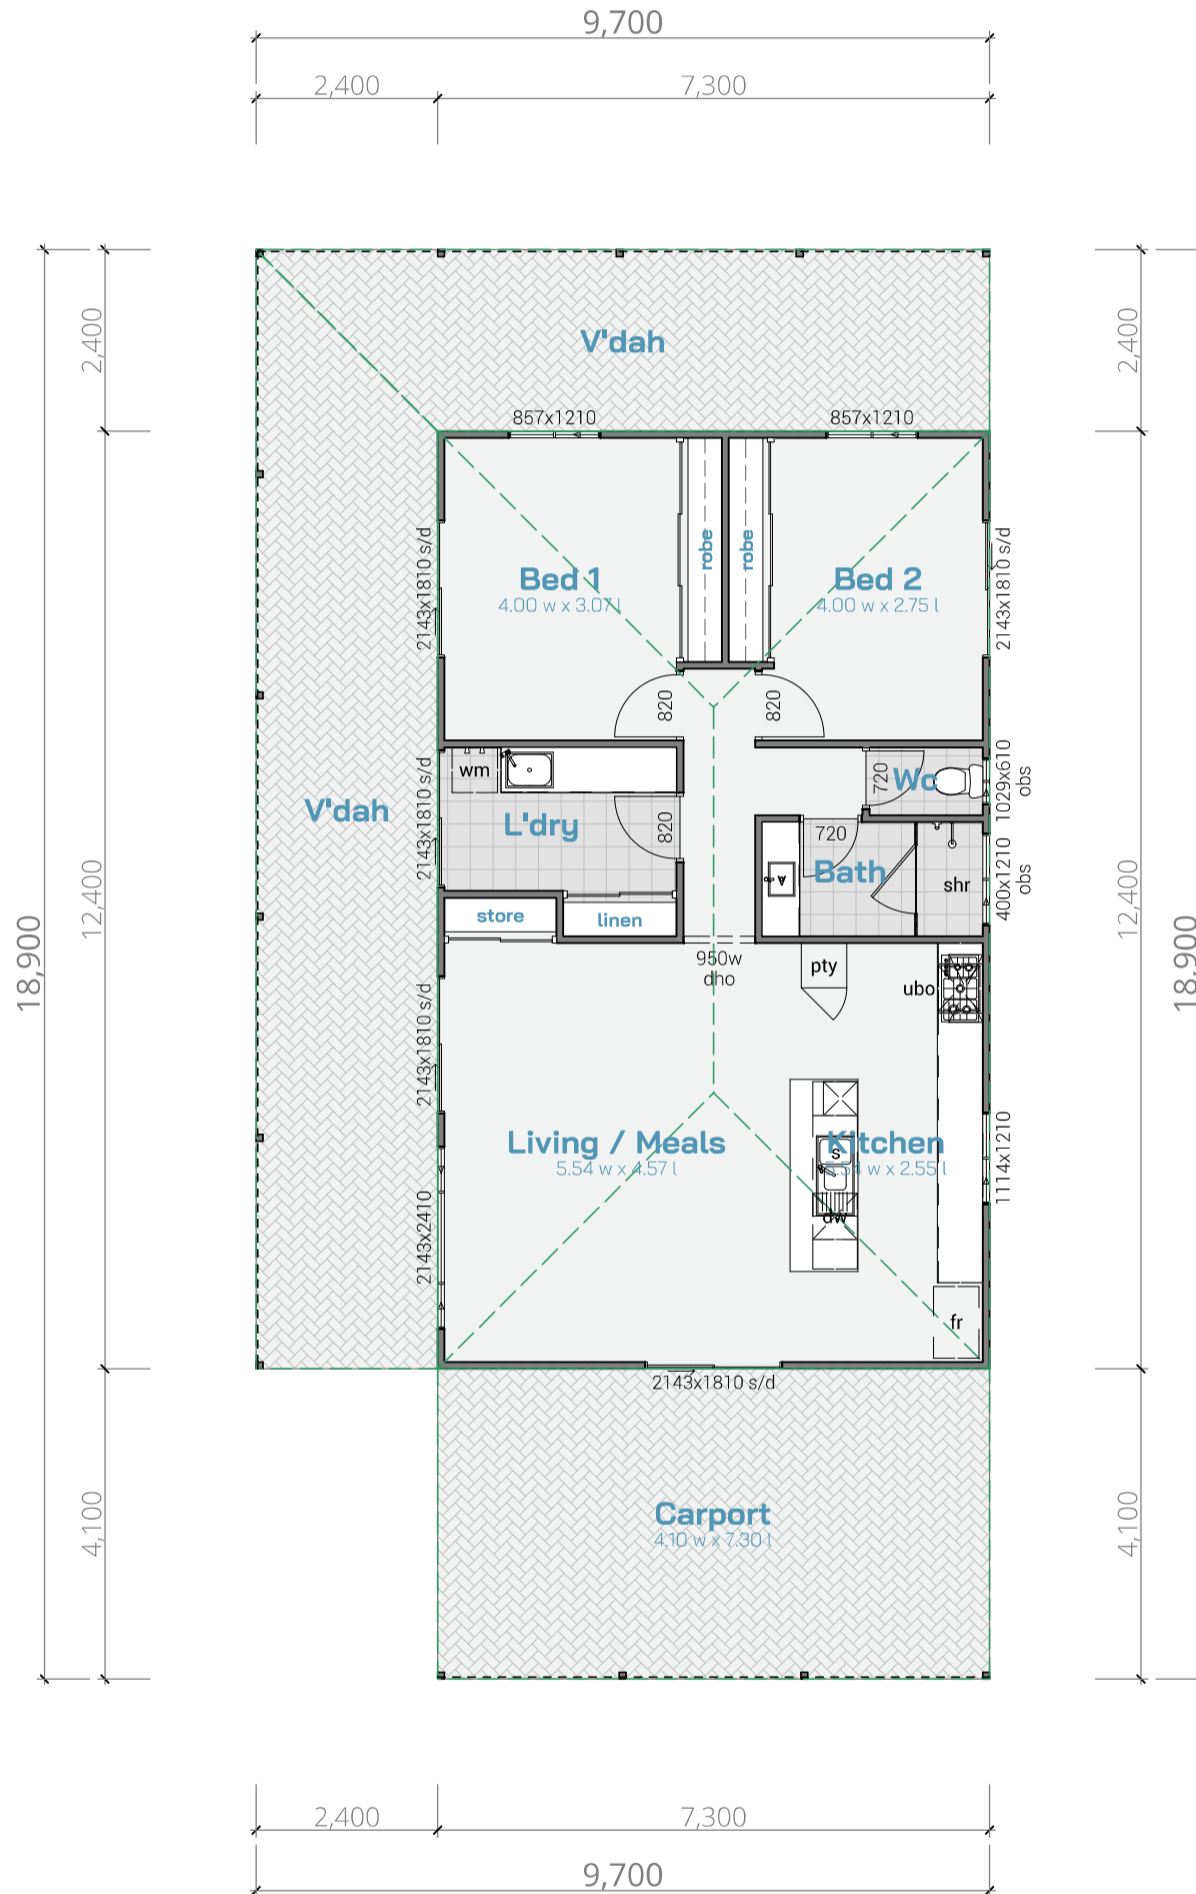 9,700
2,400
7,300
2,400
2,400
V'dah
857x1210
857x1210
2143x1810 s/d
robe
robe
2143x1810 s/d
Bed 1
4.00 w x 3.07 l
Bed 2
4.00 w x 2.75 l
820
820
wm
720
Wc
1029x610
obs
V'dah
2143x1810 s/d
L'dry
820
720
Bath
shr
400x1210
obs
12,400
12,400
18,900
18,900
store
linen
950w
dho
pty
ubo
2143x1810 s/d
Living / Meals
5.54 w x 4.57 l
Kitchen
w x 2.55 l
s
dw
1114x1210
2143x2410
fr
2143x1810 s/d
Carport
4.10 w x 7.30 l
4,100
4,100
2,400
7,300
9,700